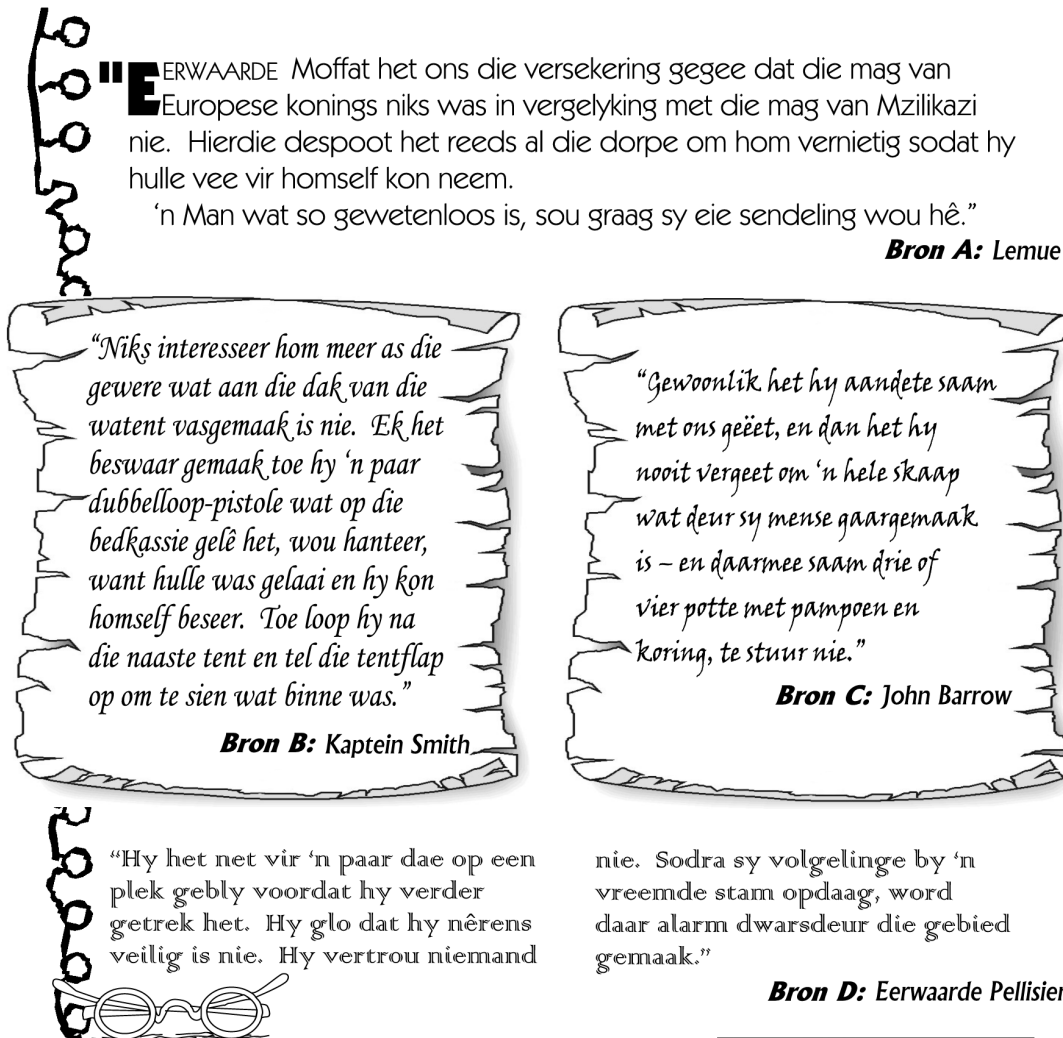 "EERWAARDE Moffat het ons die versekering gegee dat die mag van
Europese konings niks was in vergelyking met die mag van Mzilikazi
nie. Hierdie despoot het reeds al die dorpe om hom vernietig sodat hy
hulle vee vir homself kon neem.
'n Man wat so gewetenloos is, sou graag sy eie sendeling wou hê."
Bron A: Lemue
"Niks interesseer hom meer as die
gewere wat aan die dak van die
watent vasgemaak is nie. Ek het
beswaar gemaak toe hy 'n paar
dubbelloop-pistole wat op die
bedkassie gelê het, wou hanteer,
want hulle was gelaai en hy kon
homself beseer. Toe loop hy na
die naaste tent en tel die tentflap
op om te sien wat binne was."
Bron B: Kaptein Smith
"Gewoonlik het hy aandete saam
met ons geëet, en dan het hy
nooit vergeet om 'n hele skaap
wat deur sy mense gaargemaak
is – en daarmee saam drie of
vier potte met pampoen en
koring, te stuur nie."
Bron C: John Barrow
"Hy het net vir 'n paar dae op een
plek gebly voordat hy verder
getrek het. Hy glo dat hy nêrens
veilig is nie. Hy vertrou niemand
nie. Sodra sy volgelinge by 'n
vreemde stam opdaag, word
daar alarm dwarsdeur die gebied
gemaak."
Bron D: Eerwaarde Pellisier